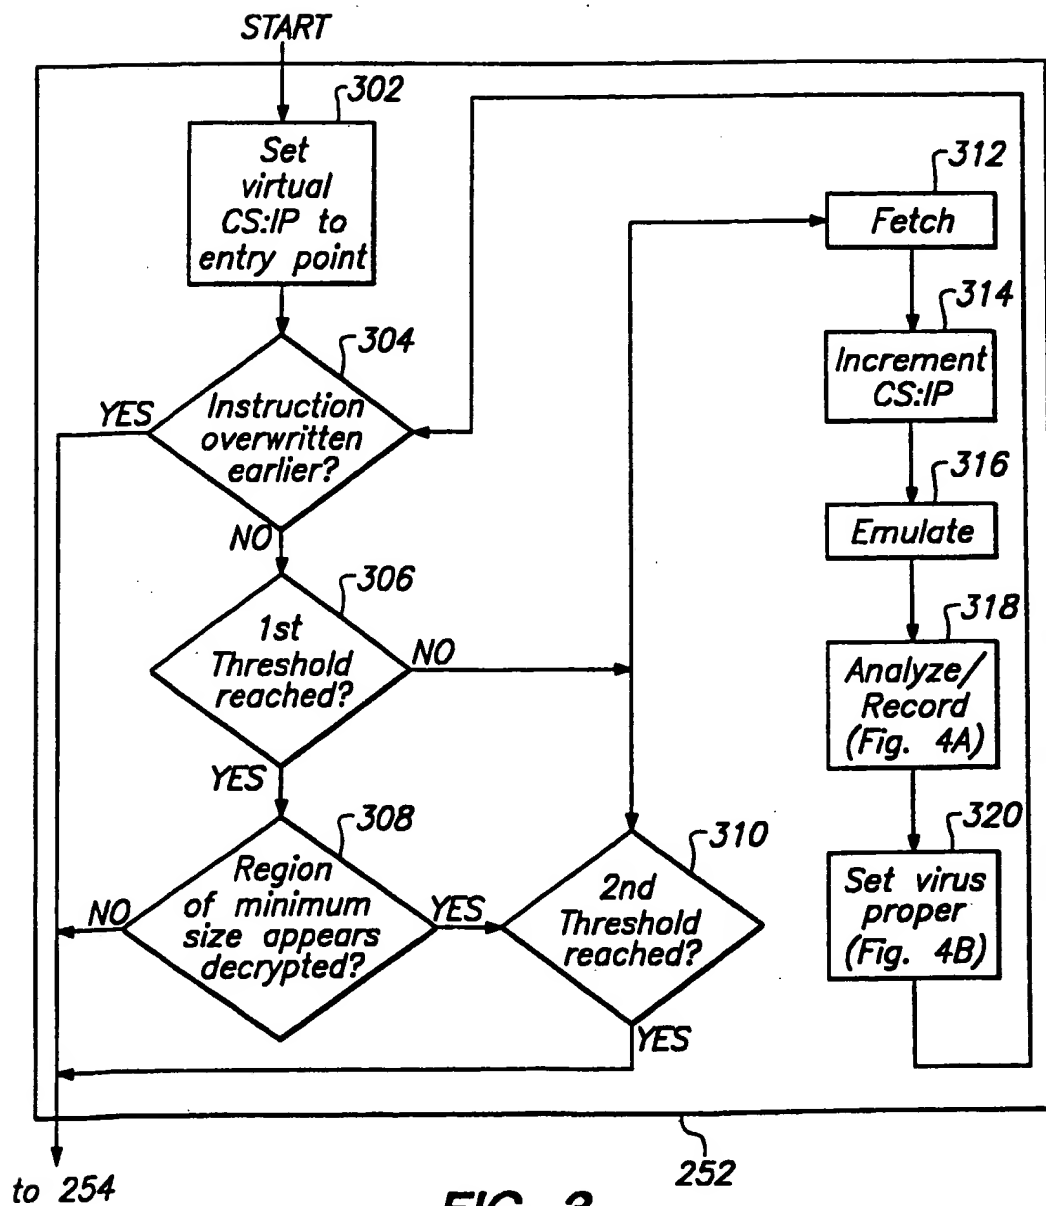 START
302
Set
virtual
CS:IP to
entry point
304
YES
Instruction
overwritten
earlier?
NO
306
1st
Threshold
reached?
NO
YES
308
Region
of minimum
size appears
decrypted?
NO
YES
310
2nd
Threshold
reached?
YES
312
Fetch
314
Increment
CS:IP
316
Emulate
318
Analyze/
Record
(Fig. 4A)
320
Set virus
proper
(Fig. 4B)
252
to 254
FIG. 3